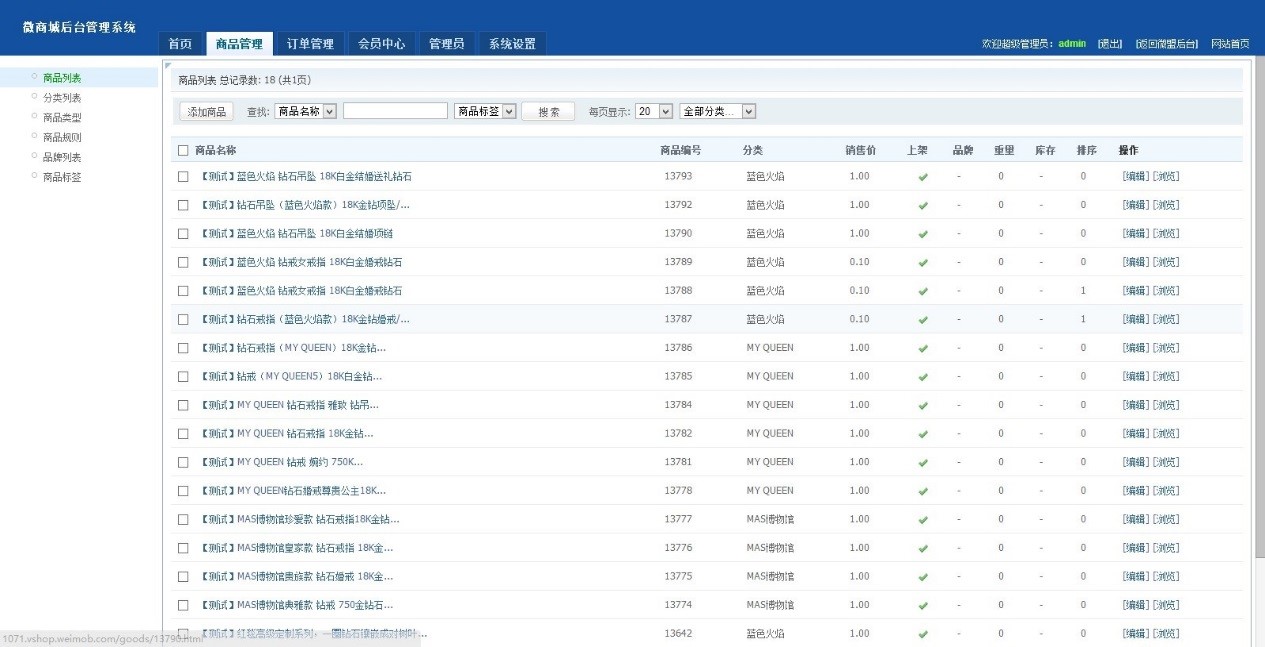 微商城后台管理系统
首页 商品管理 订单管理 会员中心 管理员 系统设置
欢迎超级管理员: admin [退出] [返回微盟后台] 网站首页
商品列表
分类列表
商品类型
商品规则
品牌列表
商品标签
商品列表 总记录数: 18 (共1页)
添加商品 查找: 商品名称 商品标签 搜索 每页显示: 20 全部分类...
商品名称 商品编号 分类 销售价 上架 品牌 重量 库存 排序 操作
【测试】蓝色火焰 钻石吊坠 18K白金结婚送礼钻石 13793 蓝色火焰 1.00 - 0 - 0 [编辑] [浏览]
【测试】钻石吊坠（蓝色火焰款）18K金钻项坠/... 13792 蓝色火焰 1.00 - 0 - 0 [编辑] [浏览]
【测试】蓝色火焰 钻石吊坠 18K白金结婚项链 13790 蓝色火焰 1.00 - 0 - 0 [编辑] [浏览]
【测试】蓝色火焰 钻戒女戒指 18K白金婚戒钻石 13789 蓝色火焰 0.10 - 0 - 0 [编辑] [浏览]
【测试】蓝色火焰 钻戒女戒指 18K白金婚戒钻石 13788 蓝色火焰 0.10 - 0 - 1 [编辑] [浏览]
【测试】钻石戒指（蓝色火焰款）18K金钻婚戒/... 13787 蓝色火焰 0.10 - 0 - 1 [编辑] [浏览]
【测试】钻石戒指（MY QUEEN）18K金钻... 13786 MY QUEEN 1.00 - 0 - 0 [编辑] [浏览]
【测试】钻戒（MY QUEEN5）18K白金钻... 13785 MY QUEEN 1.00 - 0 - 0 [编辑] [浏览]
【测试】MY QUEEN 钻石戒指 雅致 钻吊... 13784 MY QUEEN 1.00 - 0 - 0 [编辑] [浏览]
【测试】MY QUEEN 钻石戒指 18K金钻... 13782 MY QUEEN 1.00 - 0 - 0 [编辑] [浏览]
【测试】MY QUEEN 钻戒 婉约 750K... 13781 MY QUEEN 1.00 - 0 - 0 [编辑] [浏览]
【测试】MY QUEEN钻石婚戒尊贵公主18K... 13778 MY QUEEN 1.00 - 0 - 0 [编辑] [浏览]
【测试】MAS博物馆珍爱款 钻石戒指18K金钻... 13777 MAS博物馆 1.00 - 0 - 0 [编辑] [浏览]
【测试】MAS博物馆皇家款 钻石戒指 18K金... 13776 MAS博物馆 1.00 - 0 - 0 [编辑] [浏览]
【测试】MAS博物馆贵族款 钻石婚戒 18K金... 13775 MAS博物馆 1.00 - 0 - 0 [编辑] [浏览]
【测试】MAS博物馆典雅款 钻戒 750金钻石... 13774 MAS博物馆 1.00 - 0 - 0 [编辑] [浏览]
【测试】红毯高级定制系列，一圈钻石镶嵌成对树叶... 13642 蓝色火焰 1.00 - 0 - 0 [编辑] [浏览]
1071.vshop.weimob.com/goods/13790.html